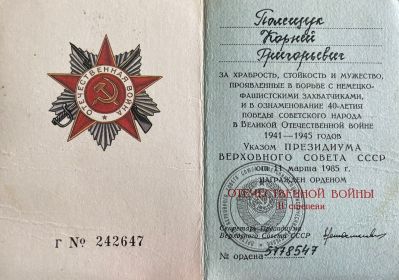 ОТЕЧЕСТВЕННАЯ ВОЙНА
Г № 242647
Полещук
Корней
Григорьевич
ЗА ХРАБРОСТЬ, СТОЙКОСТЬ И МУЖЕСТВО,
ПРОЯВЛЕННЫЕ В БОРЬБЕ С НЕМЕЦКО-
ФАШИСТСКИМИ ЗАХВАТЧИКАМИ,
И В ОЗНАМЕНОВАНИЕ 40-ЛЕТИЯ
ПОБЕДЫ СОВЕТСКОГО НАРОДА
В ВЕЛИКОЙ ОТЕЧЕСТВЕННОЙ ВОЙНЕ
1941—1945 ГОДОВ
УКАЗОМ ПРЕЗИДИУМА
ВЕРХОВНОГО СОВЕТА СССР
от 11 марта 1985 г.
НАГРАЖДЕН ОРДЕНОМ
ОТЕЧЕСТВЕННОЙ ВОЙНЫ
II степени
Секретарь Президиума
Верховного Совета СССР
№ ордена 5178547